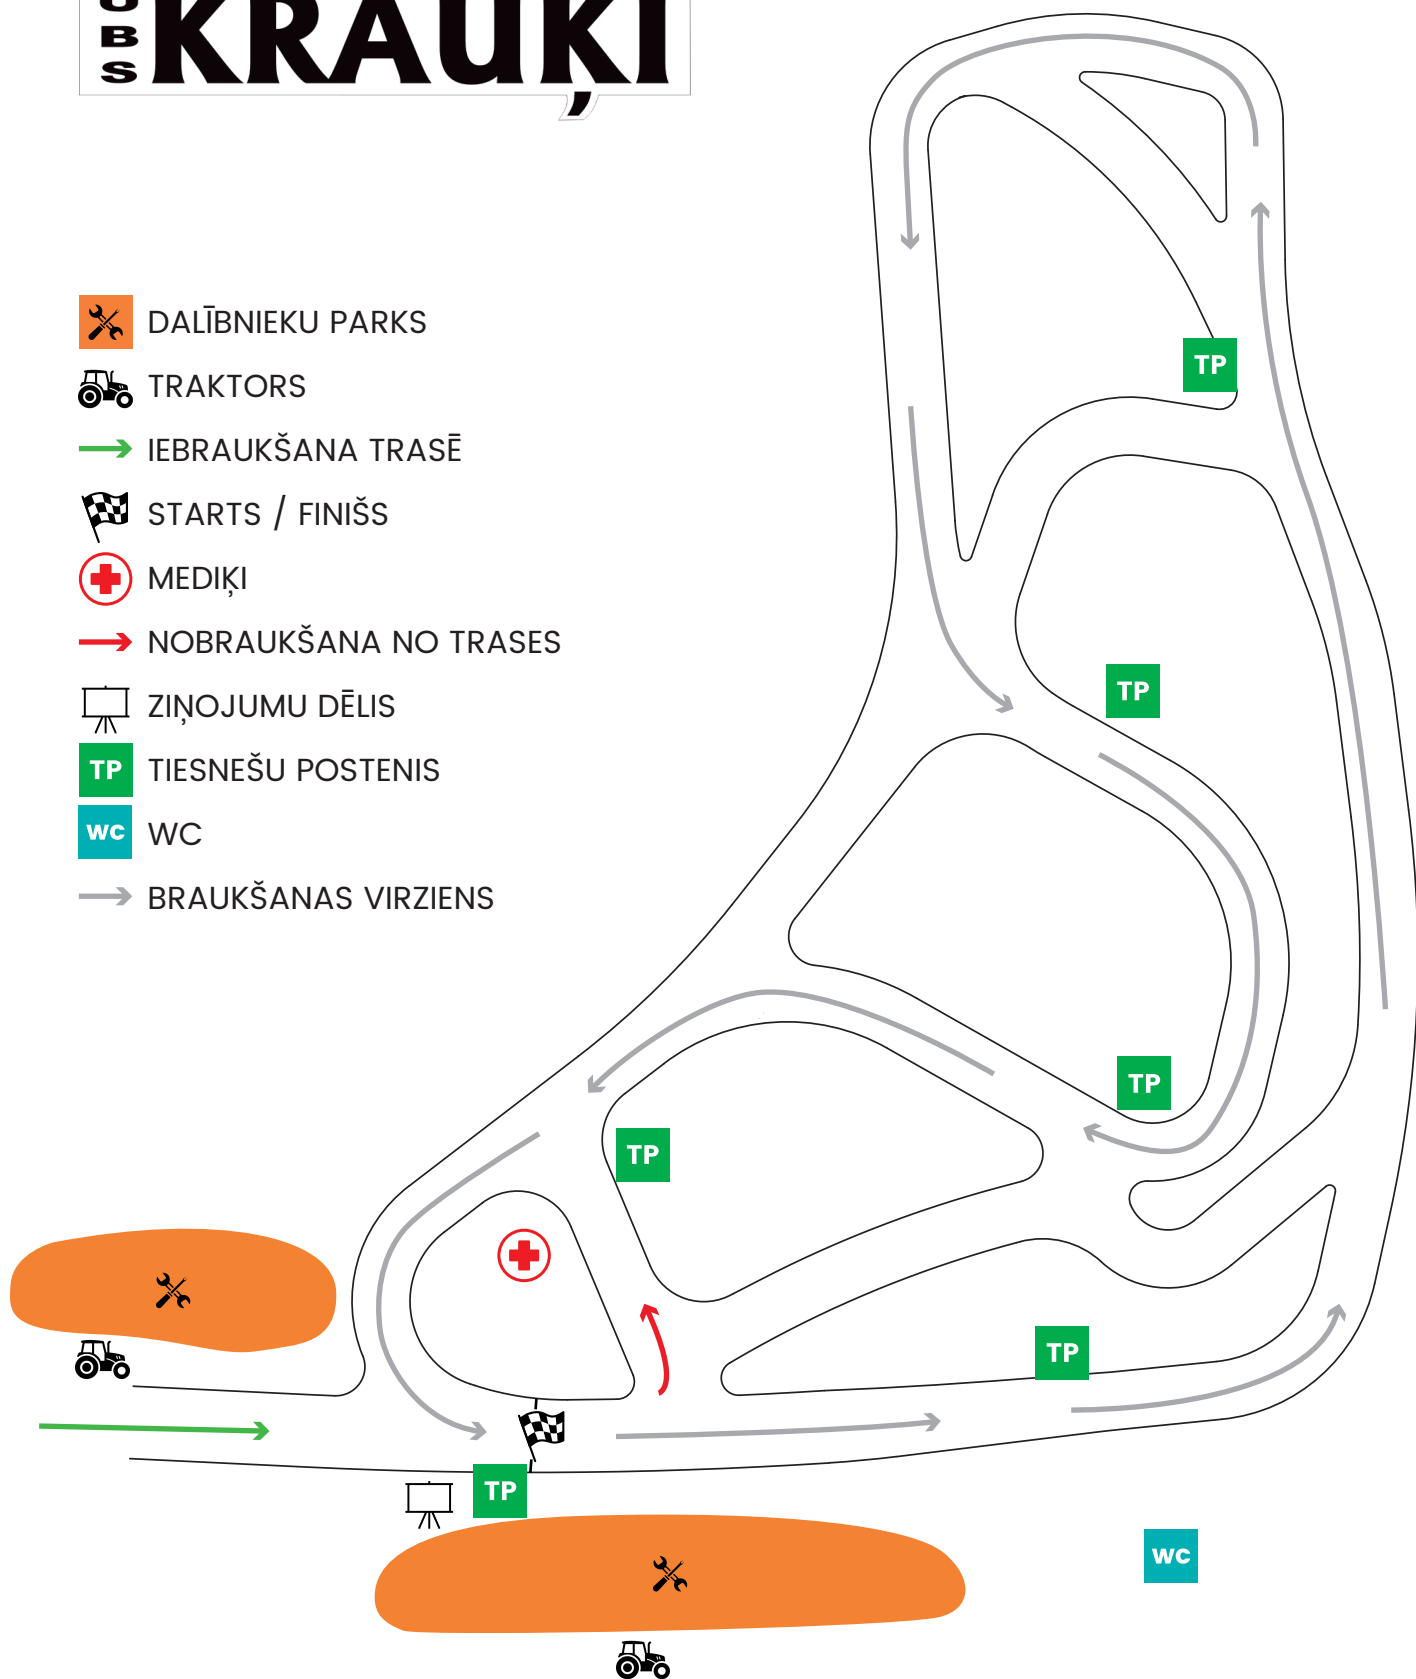 UBS
KRAUĶI
DALĪBNIEKU PARKS
TRAKTORS
IEBRAUKŠANA TRASĒ
STARTS / FINIŠS
MEDIĶI
NOBRAUKŠANA NO TRASES
ZIŅOJUMU DĒLIS
TP TIESNEŠU POSTENIS
WC WC
BRAUKŠANAS VIRZIENS
TP
TP
TP
TP
TP
TP
WC